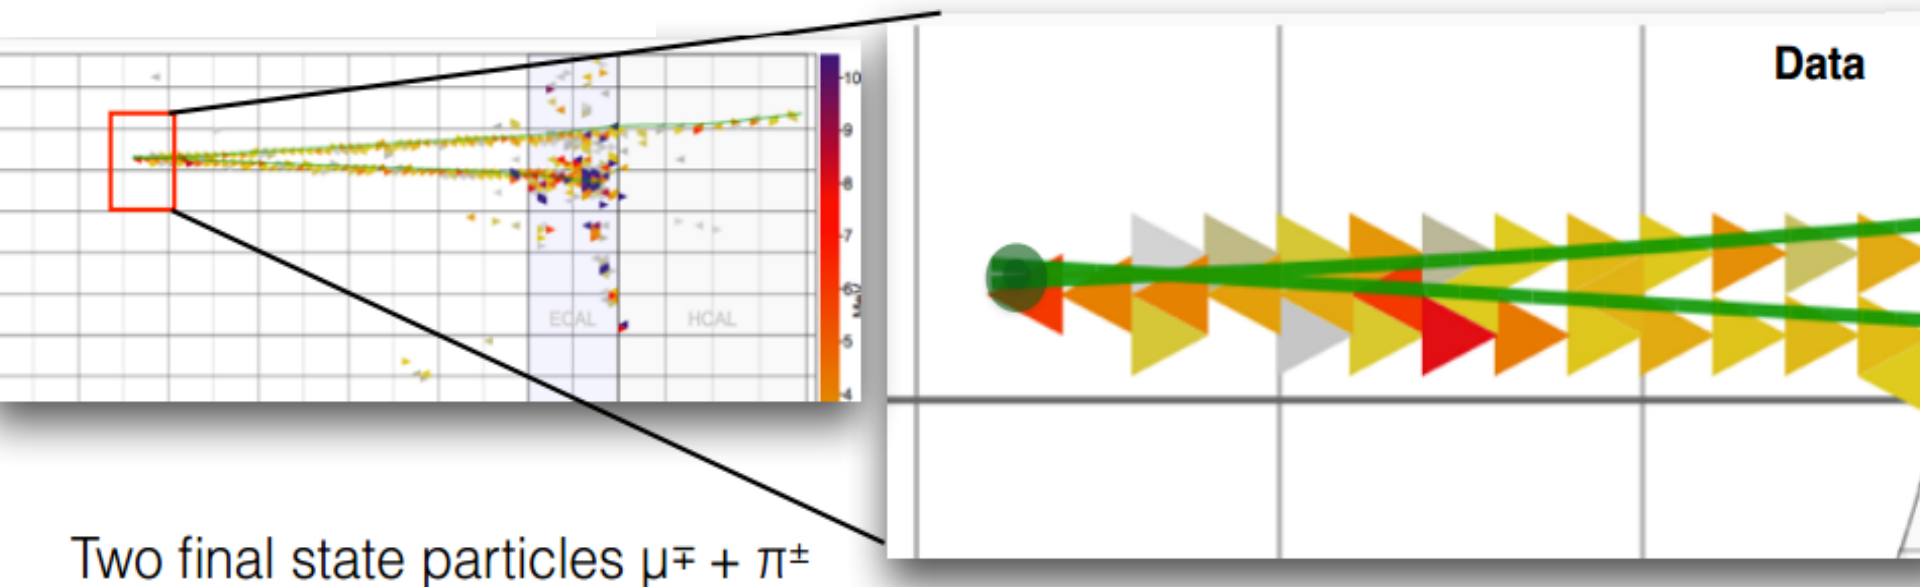 Data
10
9
8
7
6
5
4
ECAL HCAL
Two final state particles μ∓ + π±